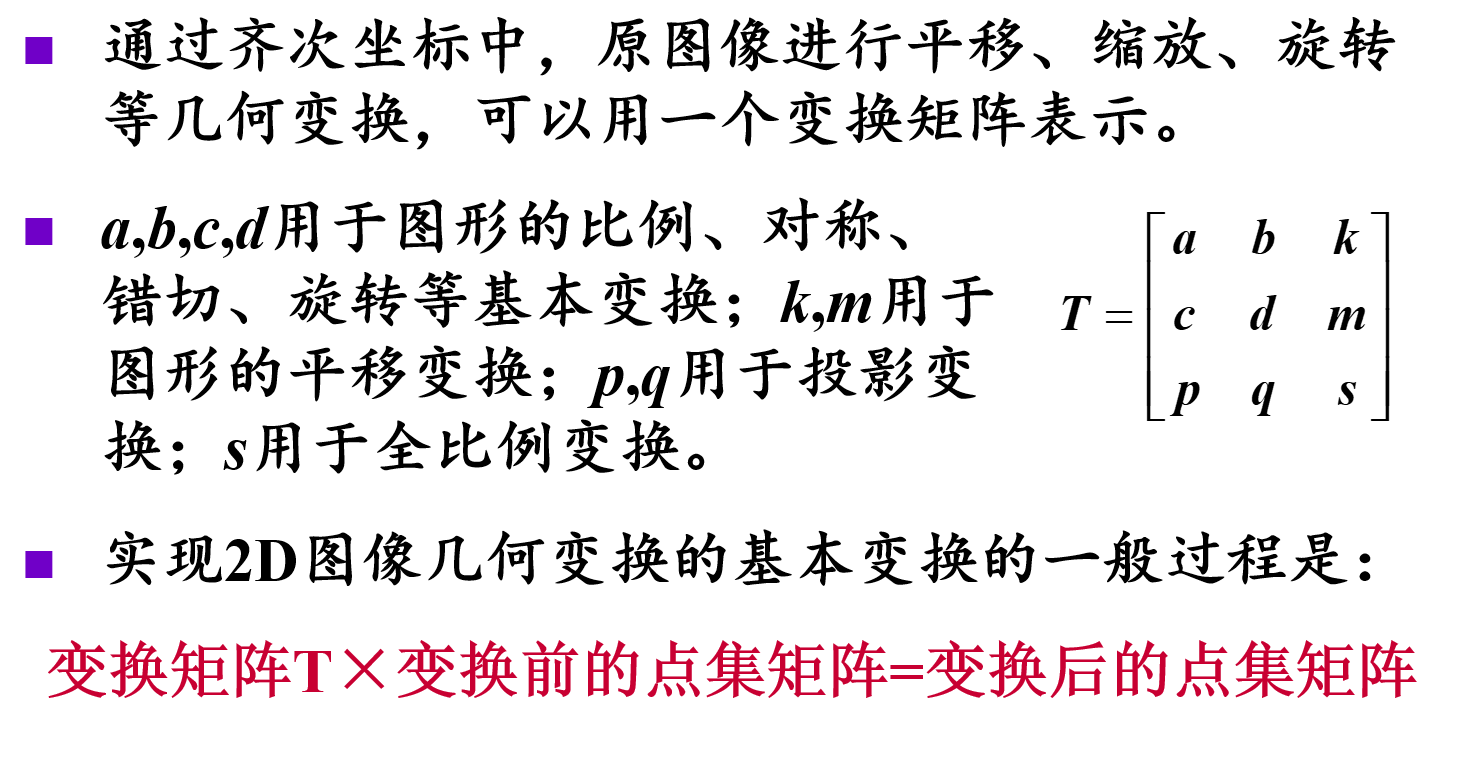 ■ 通过齐次坐标中，原图像进行平移、缩放、旋转
等几何变换，可以用一个变换矩阵表示。
■ a,b,c,d用于图形的比例、对称、
错切、旋转等基本变换；k,m用于
图形的平移变换；p,q用于投影变
换；s用于全比例变换。
a b k
T = c d m
p q s
■ 实现2D图像几何变换的基本变换的一般过程是：
变换矩阵T×变换前的点集矩阵=变换后的点集矩阵